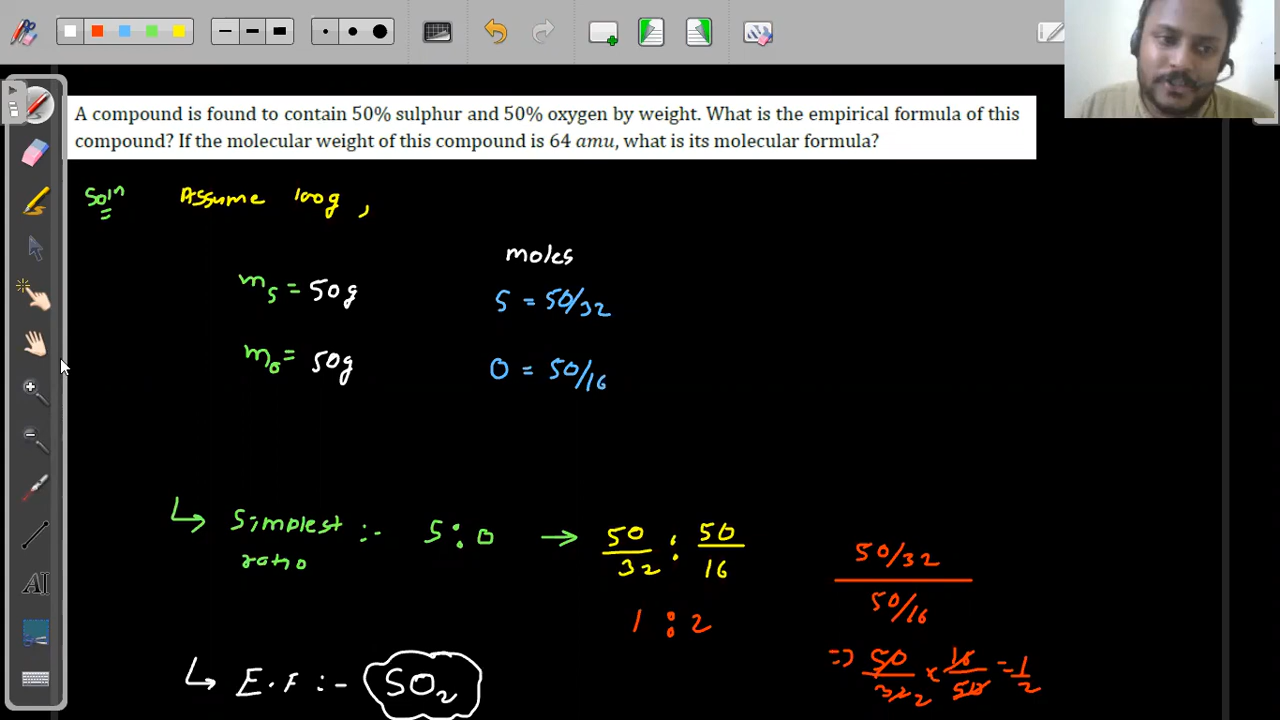 A compound is found to contain 50% sulphur and 50% oxygen by weight. What is the empirical formula of this
compound? If the molecular weight of this compound is 64 amu, what is its molecular formula?
Soln Assume 100g ,
moles
mS = 50g S = 50/32
mO = 50g O = 50/16
↳ Simplest ratio :- S : O → 50/32 : 50/16
1 : 2
50/32
50/16
⇒ 50/32 2 × 16/50 = 1/2
↳ E.F :- SO2
AI